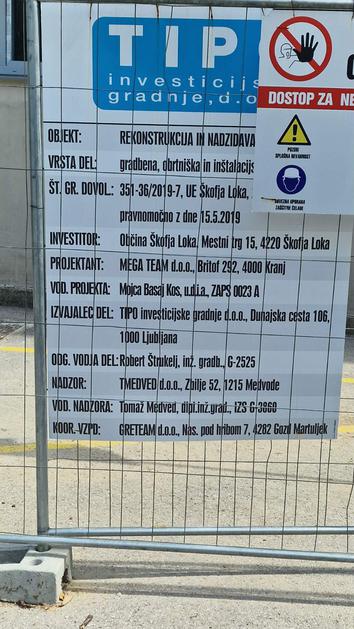 TIP
investicijs
gradnje,d.o
DOSTOP ZA NE
POZOR!
SPLOŠNA NEVARNOST
OBVEZNA UPORABA
ZAŠČITNE ČELADE
OBJEKT: REKONSTRUKCIJA IN NADZIDAVA
VRSTA DEL: gradbena, obrtniška in inštalacijs
ŠT. GR. DOVOL.: 351-36/2019-7, UE Škofja Loka,
pravnomočno z dne 15.5.2019
INVESTITOR: Občina Škofja Loka, Mestni trg 15, 4220 Škofja Loka
PROJEKTANT: MEGA TEAM d.o.o., Britof 292, 4000 Kranj
VOD. PROJEKTA: Mojca Basaj Kos, u.d.i.a., ZAPS 0023 A
IZVAJALEC DEL: TIPO investicijske gradnje d.o.o., Dunajska cesta 106,
1000 Ljubljana
ODG. VODJA DEL: Robert Štrukelj, inž. gradb., G-2525
NADZOR: TMEDVED d.o.o., Zbilje 52, 1215 Medvode
VOD. NADZORA: Tomaž Medved, dipl.inž.grad., IZS G-3660
KOOR. VZPD: GRETEAM d.o.o., Nas. pod hribom 7, 4282 Gozd Martuljek